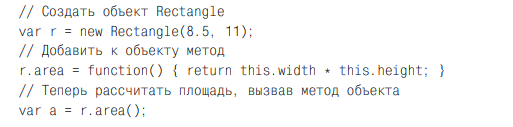 // Создать объект Rectangle
var r = new Rectangle(8.5, 11);
// Добавить к объекту метод
r.area = function() { return this.width * this.height; }
// Теперь рассчитать площадь, вызвав метод объекта
var a = r.area();